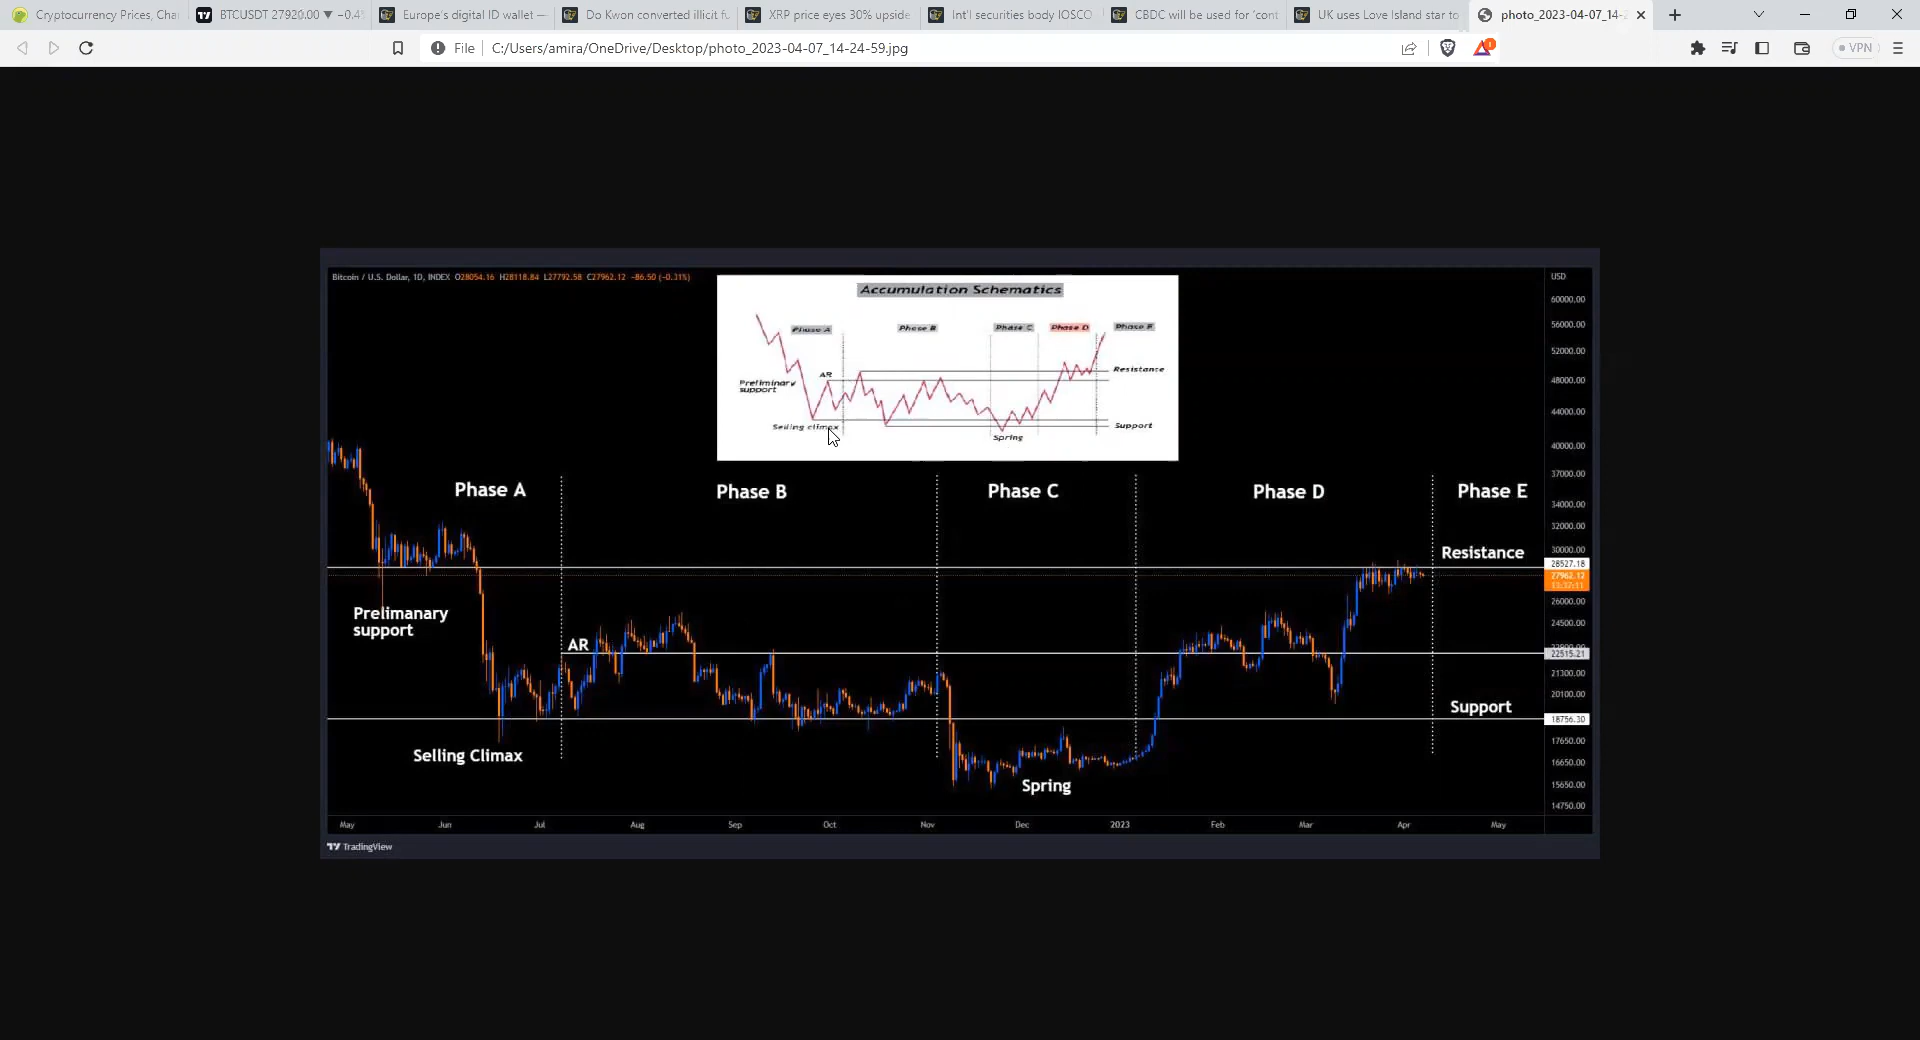 Cryptocurrency Prices, Cha
BTCUSDT 27920.00 ▼ −0.4
Europe's digital ID wallet —
Do Kwon converted illicit fu
XRP price eyes 30% upside
Int'l securities body IOSCO
CBDC will be used for 'cont
UK uses Love Island star to
photo_2023-04-07_14-2
File
C:/Users/amira/OneDrive/Desktop/photo_2023-04-07_14-24-59.jpg
1
VPN
Bitcoin / U.S. Dollar, 1D, INDEX O28054.16 H28118.84 L27792.58 C27962.12 −86.50 (−0.31%)
USD
Accumulation Schematics
Phase A
Phase B
Phase C
Phase D
AR
Preliminary
support
Resistance
Selling climax
Support
Spring
60000.00
56000.00
52000.00
48000.00
44000.00
40000.00
37000.00
34000.00
32000.00
30000.00
28527.18
27962.12
26000.00
24500.00
22515.21
21300.00
20100.00
18756.30
17650.00
16650.00
15650.00
14750.00
Phase A
Phase B
Phase C
Phase D
Phase E
Resistance
Prelimanary
support
AR
Support
Selling Climax
Spring
May
Jun
Jul
Aug
Sep
Oct
Nov
Dec
2023
Feb
Mar
Apr
May
TradingView